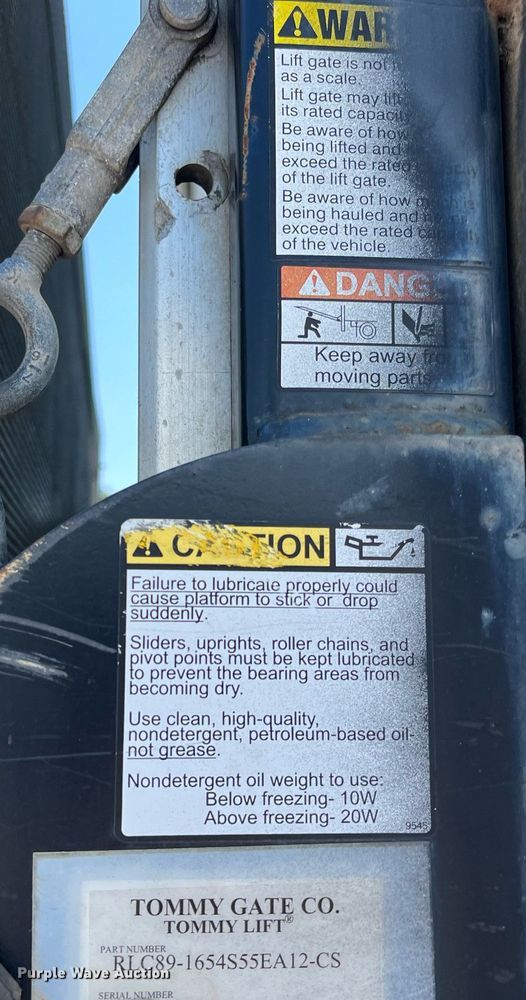 WAR
Lift gate is not
as a scale.
Lift gate may lift
its rated capacity
Be aware of how
being lifted and
exceed the rated
of the lift gate.
Be aware of how
being hauled and
exceed the rated
of the vehicle.
DANG
Keep away from
moving parts
CAUTION
Failure to lubricate properly could
cause platform to stick or drop
suddenly.
Sliders, uprights, roller chains, and
pivot points must be kept lubricated
to prevent the bearing areas from
becoming dry.
Use clean, high-quality,
nondetergent, petroleum-based oil-
not grease.
Nondetergent oil weight to use:
Below freezing- 10W
Above freezing- 20W
9545
TOMMY GATE CO.
TOMMY LIFT®
PART NUMBER
RLC89-1654S55EA12-CS
Purple Wave Auction
SERIAL NUMBER